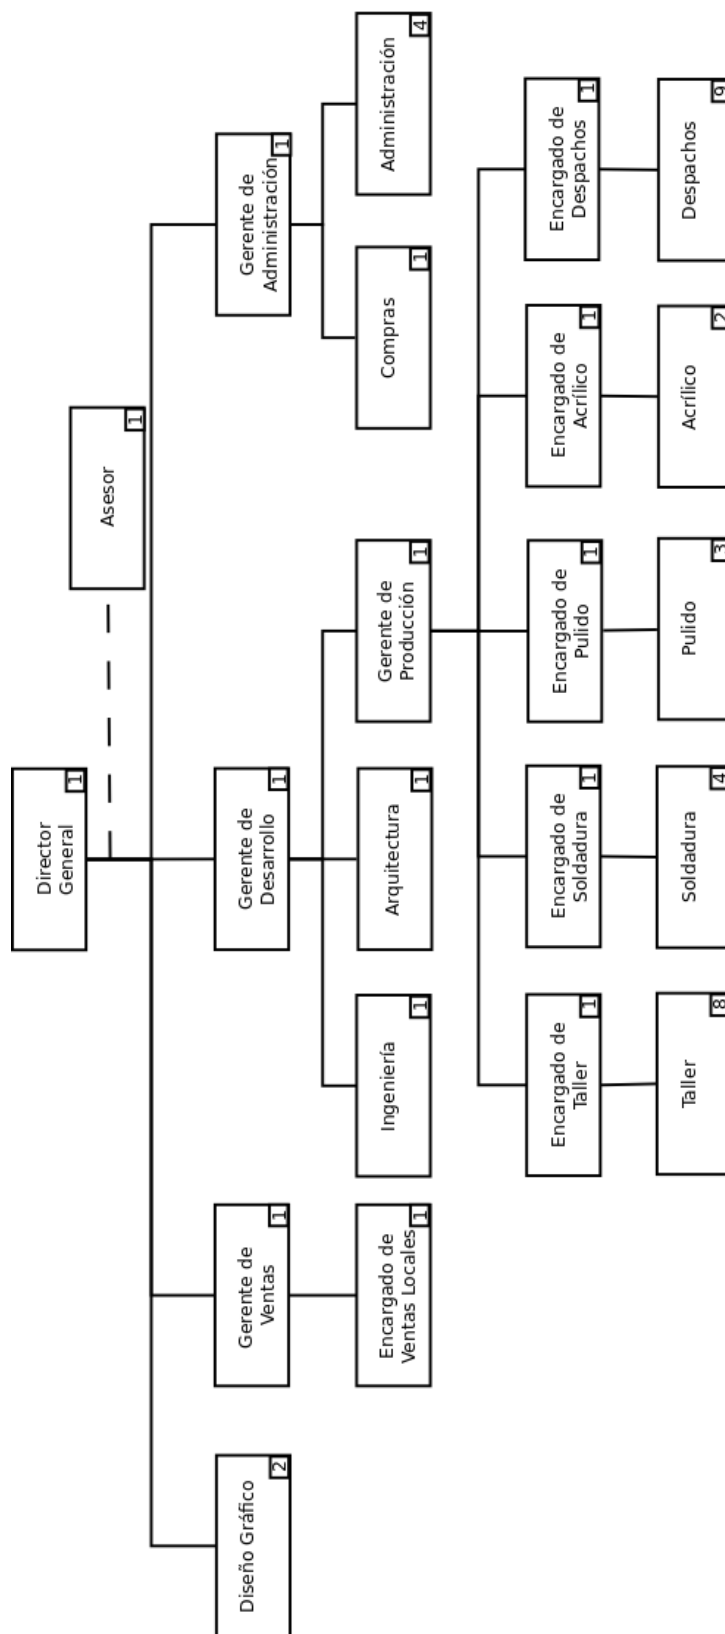 Director
General
1
Asesor
1
Diseño Gráfico
2
Gerente de
Ventas
1
Gerente de
Desarrollo
1
Gerente de
Administración
1
Encargado de
Ventas Locales
1
Ingeniería
1
Arquitectura
1
Gerente de
Producción
1
Compras
1
Administración
4
Encargado de
Taller
1
Encargado de
Soldadura
1
Encargado de
Pulido
1
Encargado de
Acrílico
1
Encargado de
Despachos
1
Taller
8
Soldadura
4
Pulido
3
Acrílico
2
Despachos
9